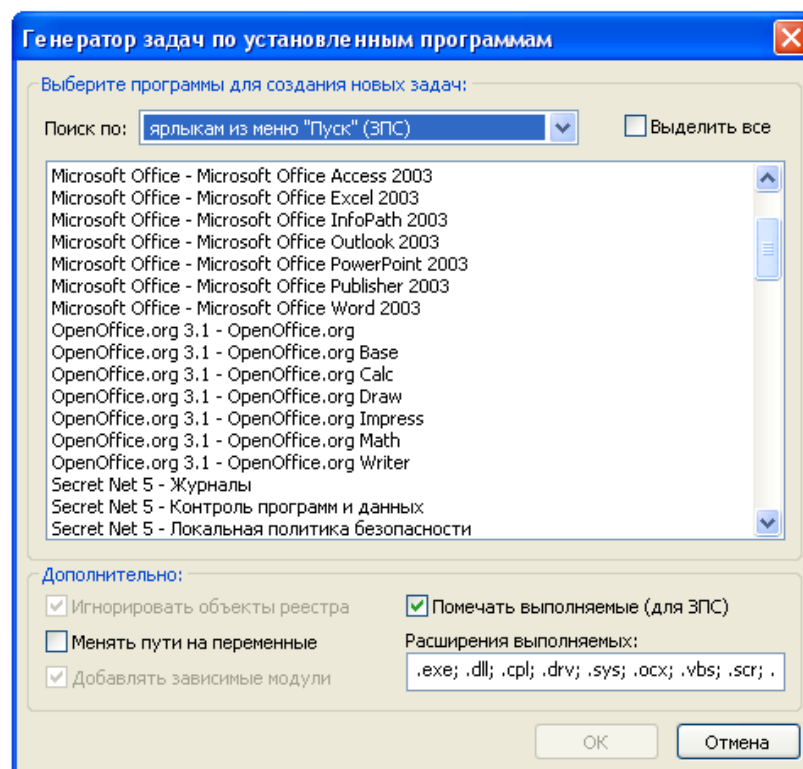 Генератор задач по установленным программам
Выберите программы для создания новых задач:
Поиск по: ярлыкам из меню "Пуск" (ЗПС) Выделить все
Microsoft Office - Microsoft Office Access 2003
Microsoft Office - Microsoft Office Excel 2003
Microsoft Office - Microsoft Office InfoPath 2003
Microsoft Office - Microsoft Office Outlook 2003
Microsoft Office - Microsoft Office PowerPoint 2003
Microsoft Office - Microsoft Office Publisher 2003
Microsoft Office - Microsoft Office Word 2003
OpenOffice.org 3.1 - OpenOffice.org
OpenOffice.org 3.1 - OpenOffice.org Base
OpenOffice.org 3.1 - OpenOffice.org Calc
OpenOffice.org 3.1 - OpenOffice.org Draw
OpenOffice.org 3.1 - OpenOffice.org Impress
OpenOffice.org 3.1 - OpenOffice.org Math
OpenOffice.org 3.1 - OpenOffice.org Writer
Secret Net 5 - Журналы
Secret Net 5 - Контроль программ и данных
Secret Net 5 - Локальная политика безопасности
Дополнительно:
Игнорировать объекты реестра
Помечать выполняемые (для ЗПС)
Менять пути на переменные
Расширения выполняемых:
Добавлять зависимые модули
.exe; .dll; .cpl; .drv; .sys; .ocx; .vbs; .scr; .
ОК Отмена